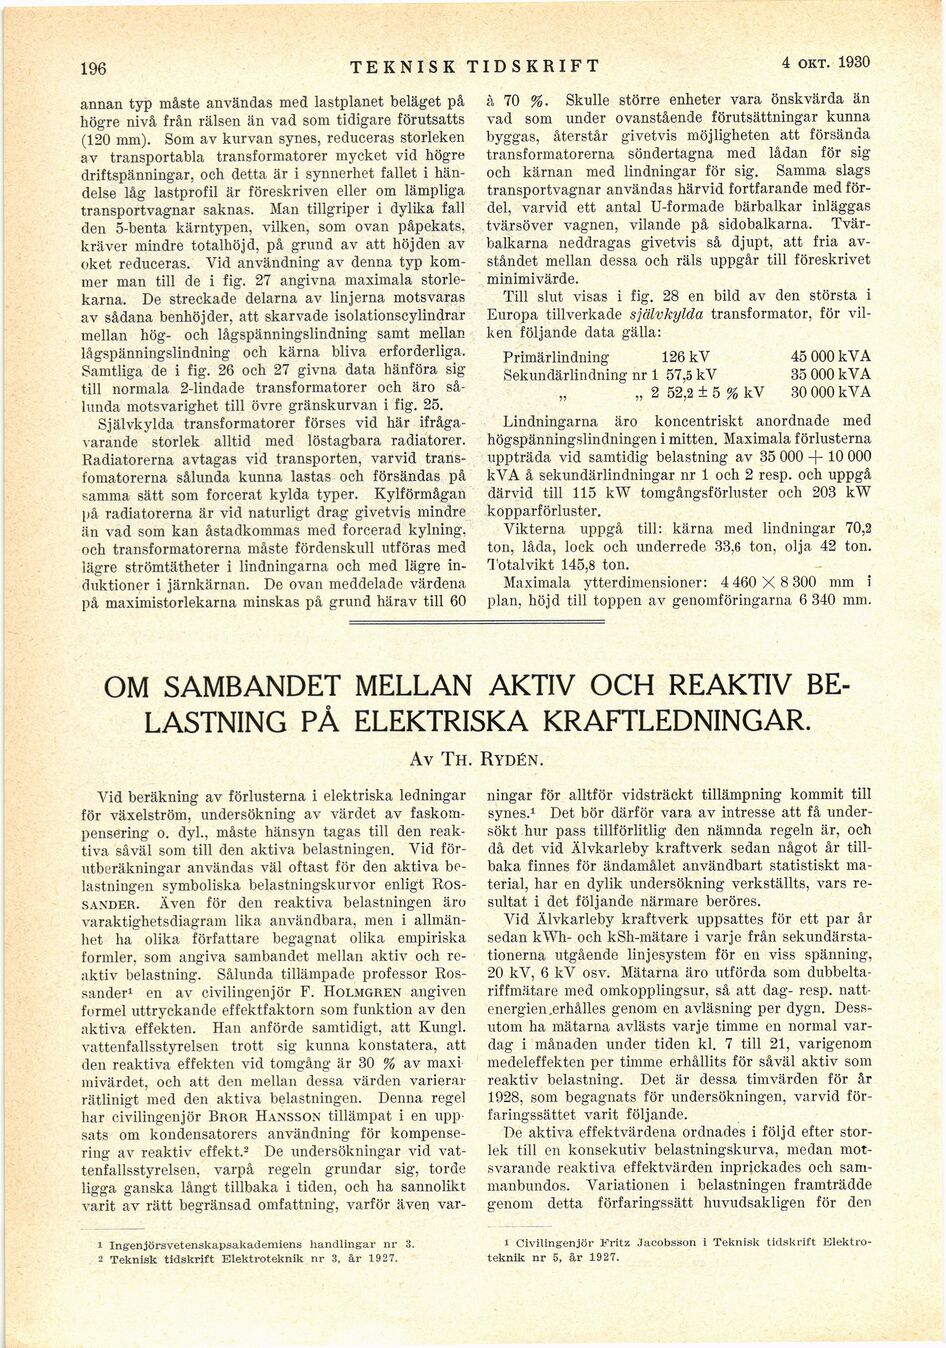 196
TEKNISK TIDSKRIFT
4 OKT. 1930
annan typ måste användas med lastplanet beläget på
högre nivå från rälsen än vad som tidigare förutsatts
(120 mm). Som av kurvan synes, reduceras storleken
av transportabla transformatorer mycket vid högre
driftspänningar, och detta är i synnerhet fallet i hän-
delse låg lastprofil är föreskriven eller om lämpliga
transportvagnar saknas. Man tillgriper i dylika fall
den 5-benta kärntypen, vilken, som ovan påpekats,
kräver mindre totalhöjd, på grund av att höjden av
oket reduceras. Vid användning av denna typ kom-
mer man till de i fig. 27 angivna maximala storle-
karna. De streckade delarna av linjerna motsvaras
av sådana benhöjder, att skarvade isolationscylindrar
mellan hög- och lågspänningslindning samt mellan
lågspänningslindning och kärna bliva erforderliga.
Samtliga de i fig. 26 och 27 givna data hänföra sig
till normala 2-lindade transformatorer och äro så-
lunda motsvarighet till övre gränskurvan i fig. 25.
Självkylda transformatorer förses vid här ifråga-
varande storlek alltid med löstagbara radiatorer.
Radiatorerna avtagas vid transporten, varvid trans-
fomatorerna sålunda kunna lastas och försändas på
samma sätt som forcerat kylda typer. Kylförmågan
på radiatorerna är vid naturligt drag givetvis mindre
än vad som kan åstadkommas med forcerad kylning,
och transformatorerna måste fördenskull utföras med
lägre strömtätheter i lindningarna och med lägre in-
duktioner i järnkärnan. De ovan meddelade värdena
på maximistorlekarna minskas på grund härav till 60
à 70 %. Skulle större enheter vara önskvärda än
vad som under ovanstående förutsättningar kunna
byggas, återstår givetvis möjligheten att försända
transformatorerna söndertagna med lådan för sig
och kärnan med lindningar för sig. Samma slags
transportvagnar användas härvid fortfarande med för-
del, varvid ett antal U-formade bärbalkar inläggas
tvärsöver vagnen, vilande på sidobalkarna. Tvär-
balkarna neddragas givetvis så djupt, att fria av-
ståndet mellan dessa och räls uppgår till föreskrivet
minimivärde.
Till slut visas i fig. 28 en bild av den största i
Europa tillverkade självkylda transformator, för vil-
ken följande data gälla:
Primärlindning 126 kV 45 000 kVA
Sekundärlindning nr 1 57,5 kV 35 000 kVA
„ „ 2 52,2 ± 5 % kV 30 000 kVA
Lindningarna äro koncentriskt anordnade med
högspänningslindningen i mitten. Maximala förlusterna
uppträda vid samtidig belastning av 35 000 + 10 000
kVA å sekundärlindningar nr 1 och 2 resp. och uppgå
därvid till 115 kW tomgångsförluster och 203 kW
kopparförluster.
Vikterna uppgå till: kärna med lindningar 70,2
ton, låda, lock och underrede 33,6 ton, olja 42 ton.
Totalvikt 145,8 ton.
Maximala ytterdimensioner: 4 460 × 8 300 mm i
plan, höjd till toppen av genomföringarna 6 340 mm.
OM SAMBANDET MELLAN AKTIV OCH REAKTIV BE-
LASTNING PÅ ELEKTRISKA KRAFTLEDNINGAR.
Av TH. RYDÉN.
Vid beräkning av förlusterna i elektriska ledningar
för växelström, undersökning av värdet av faskom-
pensering o. dyl., måste hänsyn tagas till den reak-
tiva såväl som till den aktiva belastningen. Vid för-
utberäkningar användas väl oftast för den aktiva be-
lastningen symboliska belastningskurvor enligt ROS-
SANDER. Även för den reaktiva belastningen äro
varaktighetsdiagram lika användbara, men i allmän-
het ha olika författare begagnat olika empiriska
formler, som angiva sambandet mellan aktiv och re-
aktiv belastning. Sålunda tillämpade professor Ros-
sander¹ en av civilingenjör F. HOLMGREN angiven
formel uttryckande effektfaktorn som funktion av den
aktiva effekten. Han anförde samtidigt, att Kungl.
vattenfallsstyrelsen trott sig kunna konstatera, att
den reaktiva effekten vid tomgång är 30 % av maxi-
mivärdet, och att den mellan dessa värden varierar
rätlinigt med den aktiva belastningen. Denna regel
har civilingenjör BROR HANSSON tillämpat i en upp-
sats om kondensatorers användning för kompense-
ring av reaktiv effekt.² De undersökningar vid vat-
tenfallsstyrelsen, varpå regeln grundar sig, torde
ligga ganska långt tillbaka i tiden, och ha sannolikt
varit av rätt begränsad omfattning, varför även var-
1 Ingenjörsvetenskapsakademiens handlingar nr 3.
2 Teknisk tidskrift Elektroteknik nr 3, år 1927.
ningar för alltför vidsträckt tillämpning kommit till
synes.¹ Det bör därför vara av intresse att få under-
sökt hur pass tillförlitlig den nämnda regeln är, och
då det vid Älvkarleby kraftverk sedan något år till-
baka finnes för ändamålet användbart statistiskt ma-
terial, har en dylik undersökning verkställts, vars re-
sultat i det följande närmare beröres.
Vid Älvkarleby kraftverk uppsattes för ett par år
sedan kWh- och kSh-mätare i varje från sekundärsta-
tionerna utgående linjesystem för en viss spänning,
20 kV, 6 kV osv. Mätarna äro utförda som dubbelta-
riffmätare med omkopplingsur, så att dag- resp. natt-
energien erhålles genom en avläsning per dygn. Dess-
utom ha mätarna avlästs varje timme en normal var-
dag i månaden under tiden kl. 7 till 21, varigenom
medeleffekten per timme erhållits för såväl aktiv som
reaktiv belastning. Det är dessa timvärden för år
1928, som begagnats för undersökningen, varvid för-
faringssättet varit följande.
De aktiva effektvärdena ordnades i följd efter stor-
lek till en konsekutiv belastningskurva, medan mot-
svarande reaktiva effektvärden inprickades och sam-
manbundos. Variationen i belastningen framträdde
genom detta förfaringssätt huvudsakligen för den
1 Civilingenjör Fritz Jacobsson i Teknisk tidskrift Elektro-
teknik nr 5, år 1927.